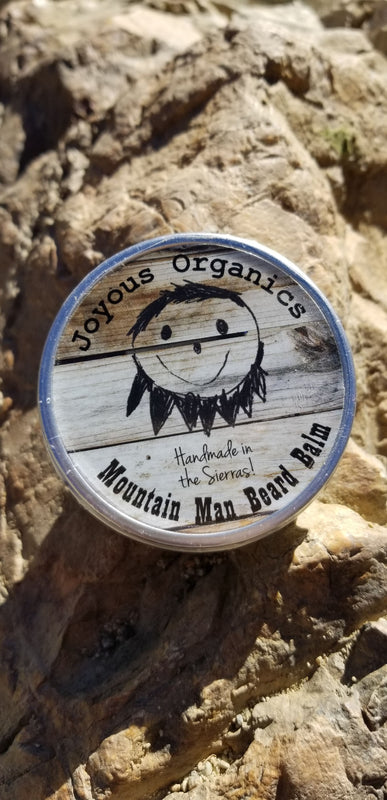 Joyous Organics
Handmade in
the Sierras!
Mountain Man Beard Balm